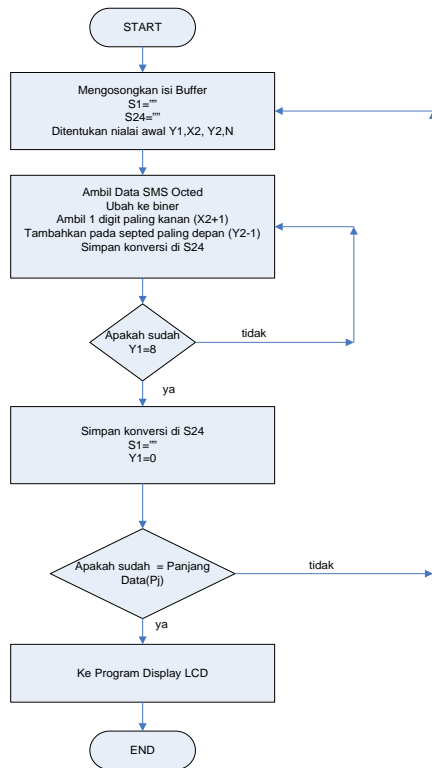 START
Mengosongkan isi Buffer
S1=””
S24=””
Ditentukan nialai awal Y1,X2, Y2,N
Ambil Data SMS Octed
Ubah ke biner
Ambil 1 digit paling kanan (X2+1)
Tambahkan pada septed paling depan (Y2-1)
Simpan konversi di S24
Apakah sudah
Y1=8
tidak
ya
Simpan konversi di S24
S1=””
Y1=0
Apakah sudah = Panjang
Data(Pj)
tidak
ya
Ke Program Display LCD
END